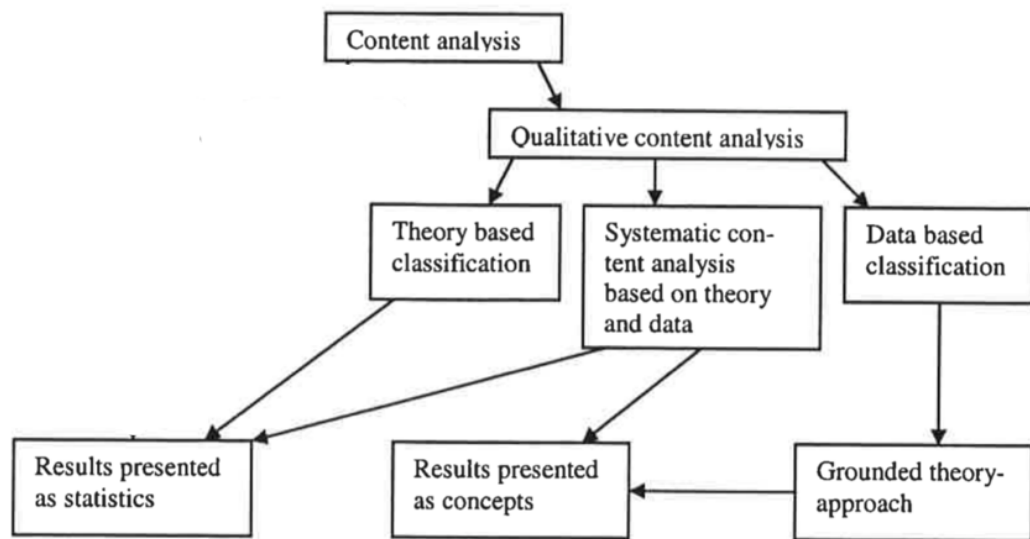 Content analysis
Qualitative content analysis
Theory based
classification
Systematic con-
tent analysis
based on theory
and data
Data based
classification
Results presented
as statistics
Results presented
as concepts
Grounded theory-
approach